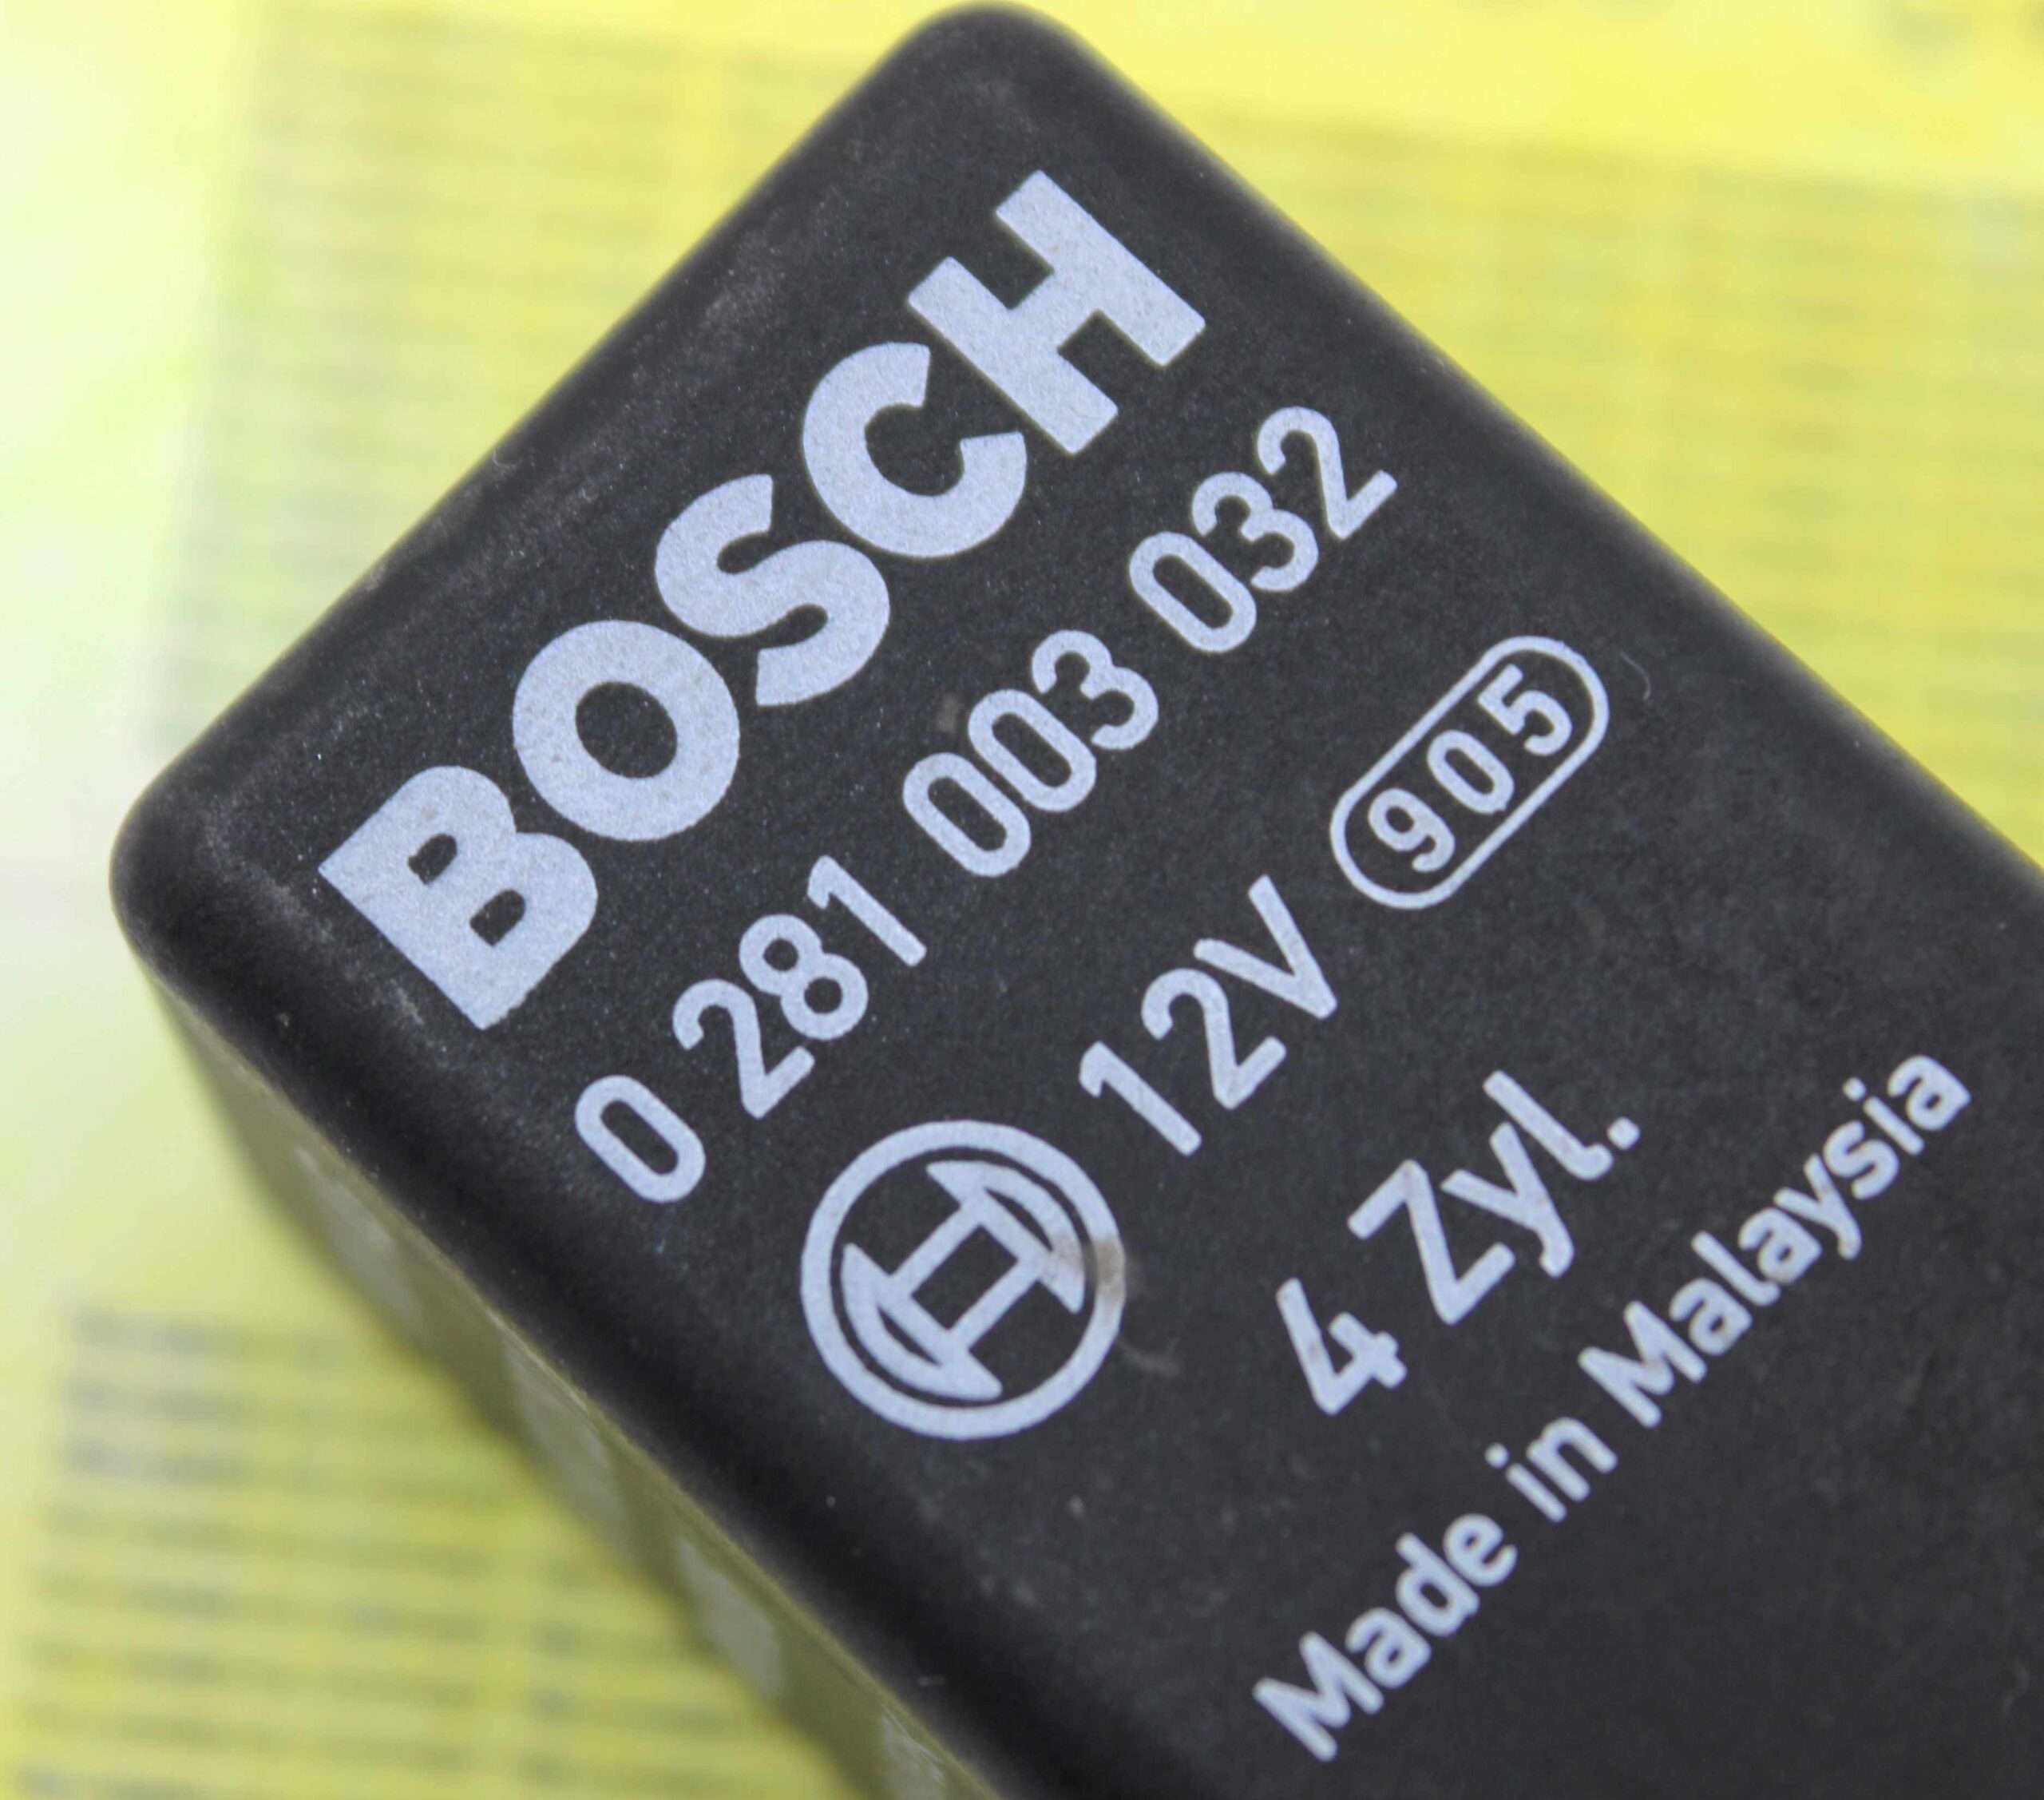 BOSCH
0 281 003 032
12V 905
4 Zyl.
Made in Malaysia